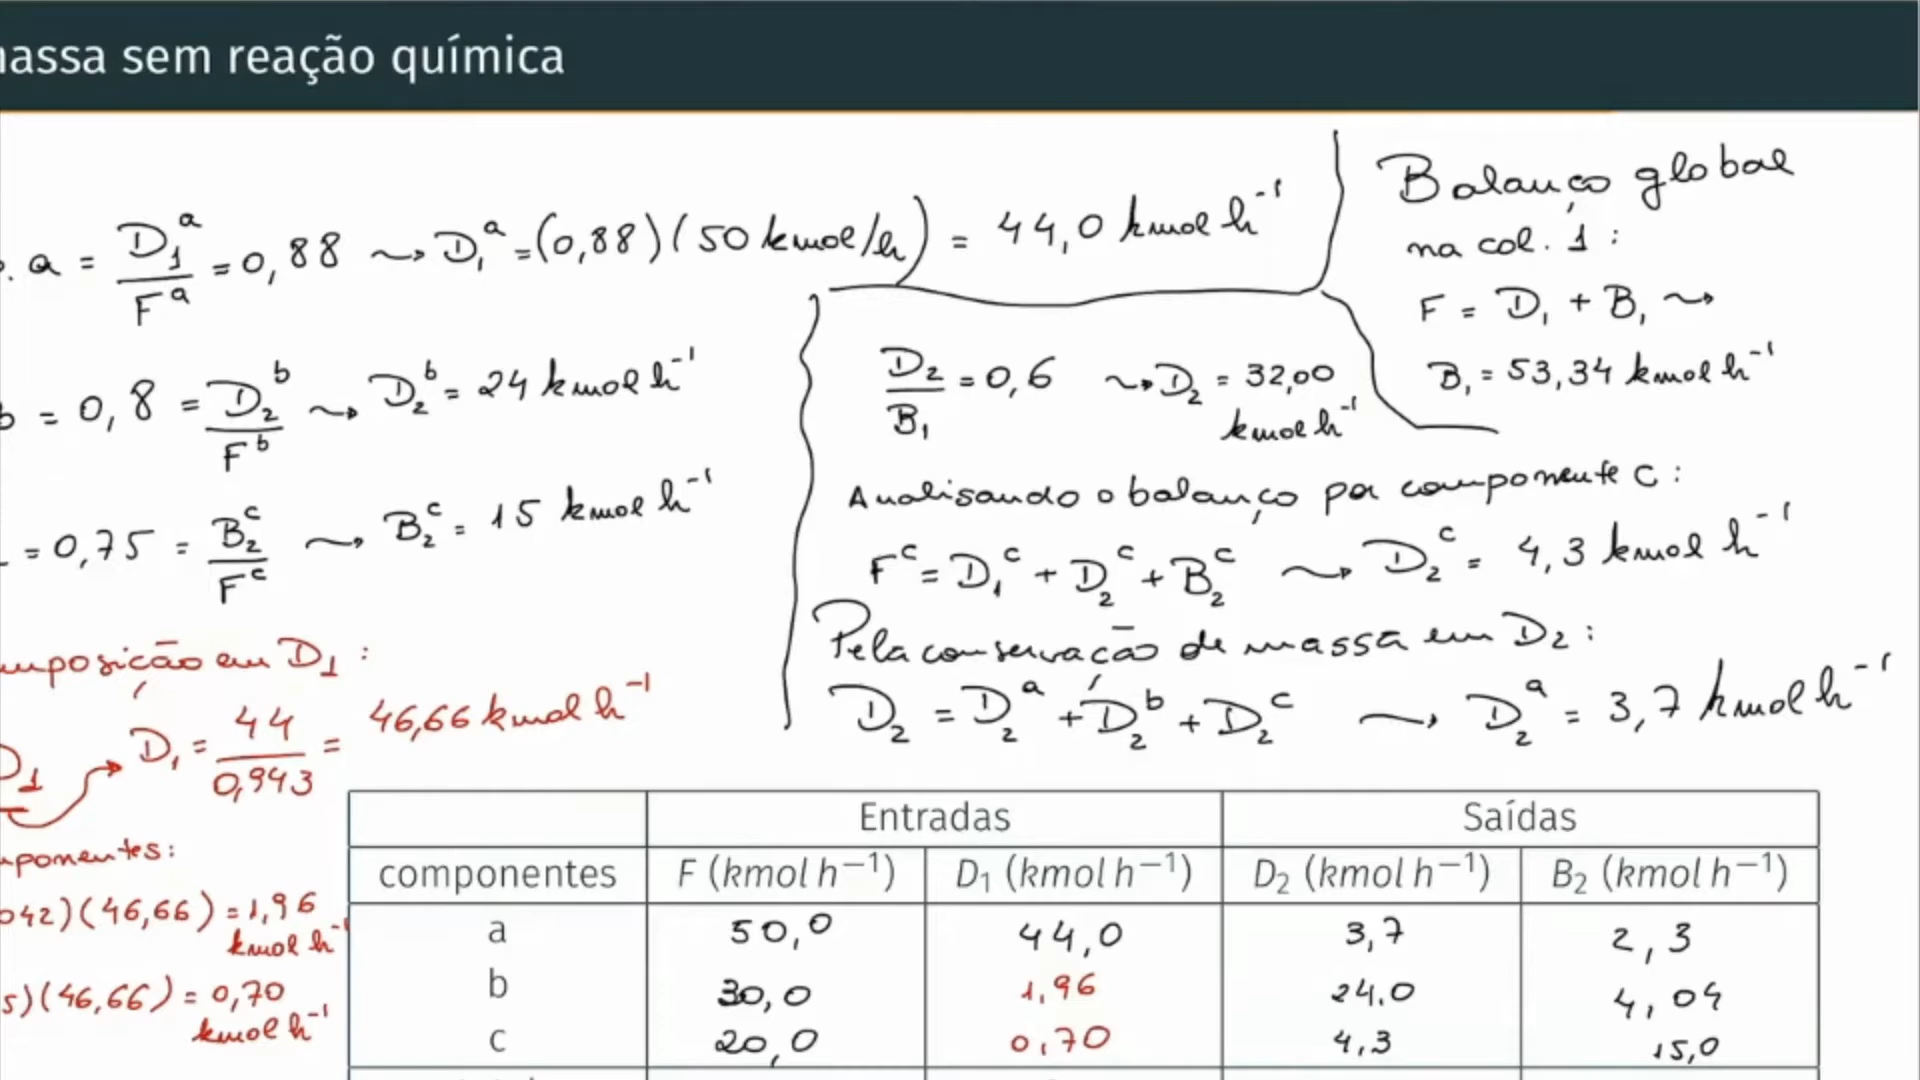 massa sem reação química
. a = D₁ᵃ/Fᵃ = 0,88 ⤳ D₁ᵃ = (0,88)(50 kmol/h) = 44,0 kmol h⁻¹
b = 0,8 = D₂ᵇ/Fᵇ ⤳ D₂ᵇ = 24 kmol h⁻¹
= 0,75 = B₂ᶜ/Fᶜ ⤳ B₂ᶜ = 15 kmol h⁻¹
mposição em D₁ :
D₁ → D₁ = 44/0,943 = 46,66 kmol h⁻¹
mponentes:
042)(46,66) = 1,96
kmol h⁻¹
5)(46,66) = 0,70
kmol h⁻¹
Balanço global
na col. 1 :
F = D₁ + B₁ ⤳
B₁ = 53,34 kmol h⁻¹
D₂/B₁ = 0,6 ⤳ D₂ = 32,00
kmol h⁻¹
Analisando o balanço por componente C :
Fᶜ = D₁ᶜ + D₂ᶜ + B₂ᶜ ⤳ D₂ᶜ = 4,3 kmol h⁻¹
Pela conservação de massa em D₂ :
D₂ = D₂ᵃ + D₂ᵇ + D₂ᶜ ⤳ D₂ᵃ = 3,7 kmol h⁻¹
Entradas Saídas
componentes F (kmol h⁻¹) D₁ (kmol h⁻¹) D₂ (kmol h⁻¹) B₂ (kmol h⁻¹)
a 50,0 44,0 3,7 2,3
b 30,0 1,96 24,0 4,04
c 20,0 0,70 4,3 15,0